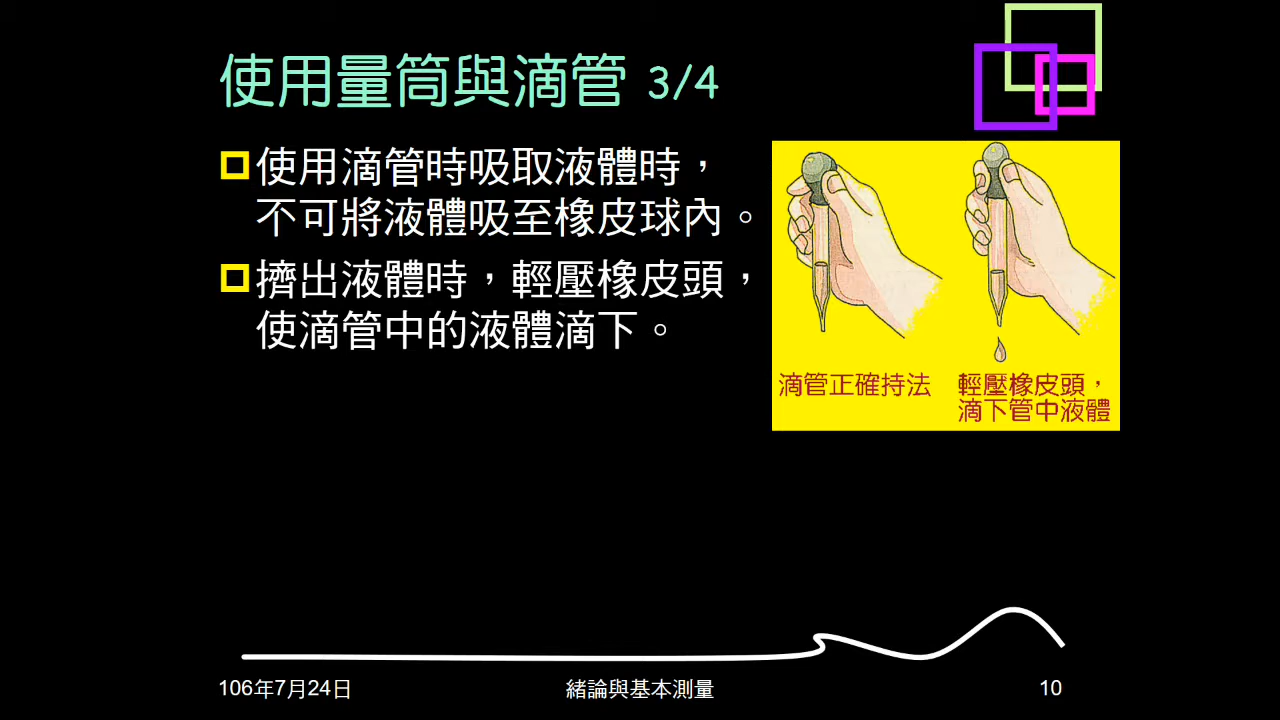 使用量筒與滴管 3/4
使用滴管時吸取液體時，
不可將液體吸至橡皮球內。
擠出液體時，輕壓橡皮頭，
使滴管中的液體滴下。
滴管正確持法
輕壓橡皮頭，
滴下管中液體
106年7月24日
緒論與基本測量
10